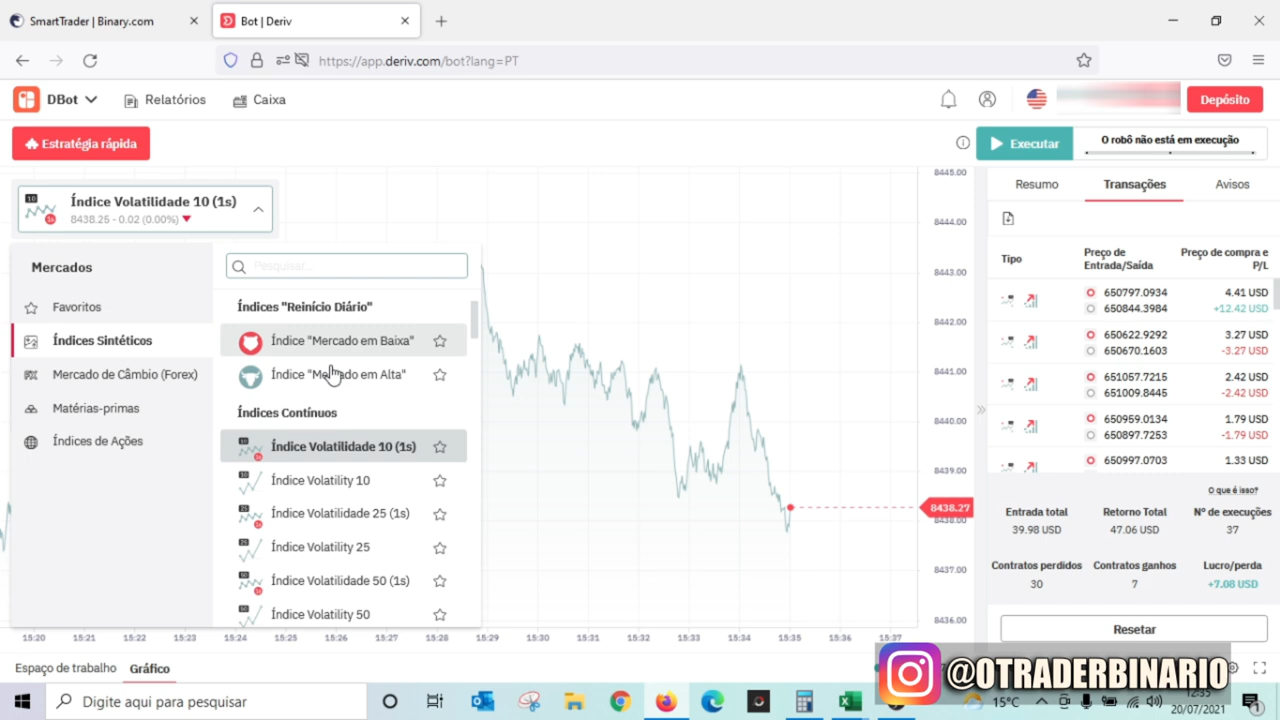 SmartTrader | Binary.com
Bot | Deriv
https://app.deriv.com/bot?lang=PT
DBot
Relatórios
Caixa
Depósito
Estratégia rápida
Executar
O robô não está em execução
10
1s
Índice Volatilidade 10 (1s)
8438.25 - 0.02 (0.00%)
Mercados
Favoritos
Índices Sintéticos
Mercado de Câmbio (Forex)
Matérias-primas
Índices de Ações
Pesquisar...
Índices "Reinício Diário"
Índice "Mercado em Baixa"
Índice "Mercado em Alta"
Índices Contínuos
Índice Volatilidade 10 (1s)
Índice Volatility 10
Índice Volatilidade 25 (1s)
Índice Volatility 25
Índice Volatilidade 50 (1s)
Índice Volatility 50
8445.00
8444.00
8443.00
8442.00
8441.00
8440.00
8439.00
8438.27
8438.00
8437.00
8436.00
15:20
15:21
15:22
15:23
15:24
15:25
15:26
15:27
15:28
15:29
15:30
15:31
15:32
15:33
15:34
15:35
15:36
15:37
Resumo
Transações
Avisos
Tipo
Preço de Entrada/Saída
Preço de compra e P/L
650797.0934
4.41 USD
650844.3984
+12.42 USD
650622.9292
3.27 USD
650670.1603
-3.27 USD
651057.7215
2.42 USD
651009.8445
-2.42 USD
650959.0134
1.79 USD
650897.7253
-1.79 USD
650997.0703
1.33 USD
O que é isso?
Entrada total
Retorno Total
Nº de execuções
39.98 USD
47.06 USD
37
Contratos perdidos
Contratos ganhos
Lucro/perda
30
7
+7.08 USD
Resetar
Espaço de trabalho
Gráfico
@OTRADERBINARIO
Digite aqui para pesquisar
15°C
12:35
20/07/2021
1